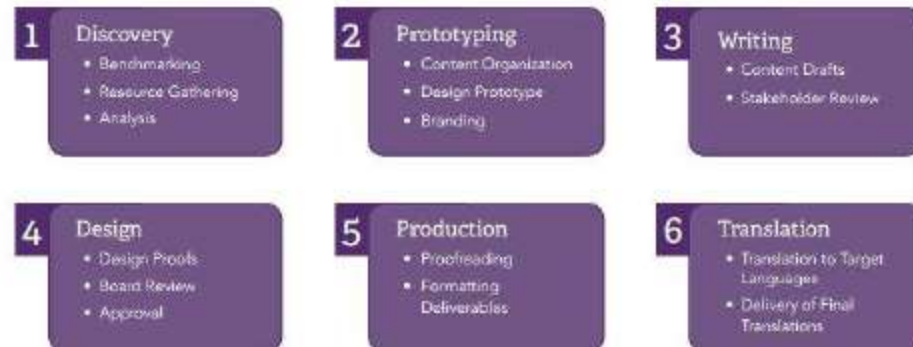 1
Discovery
• Benchmarking
• Resource Gathering
• Analysis
2
Prototyping
• Content Organization
• Design Prototype
• Branding
3
Writing
• Content Drafts
• Stakeholder Review
4
Design
• Design Proofs
• Board Review
• Approval
5
Production
• Proofreading
• Formatting
Deliverables
6
Translation
• Translation to Target
Languages
• Delivery of Final
Translations